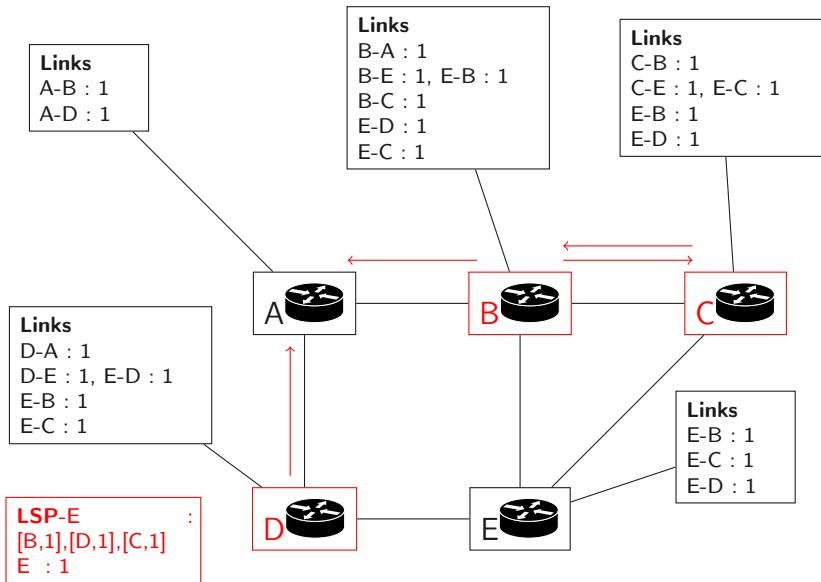 Links
A-B : 1
A-D : 1
Links
B-A : 1
B-E : 1, E-B : 1
B-C : 1
E-D : 1
E-C : 1
Links
C-B : 1
C-E : 1, E-C : 1
E-B : 1
E-D : 1
A
B
C
Links
D-A : 1
D-E : 1, E-D : 1
E-B : 1
E-C : 1
Links
E-B : 1
E-C : 1
E-D : 1
LSP-E :
[B,1],[D,1],[C,1]
E : 1
D
E